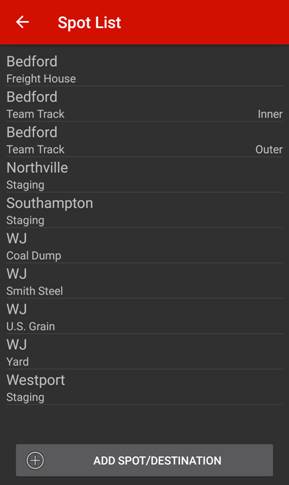 Spot List
Bedford
Freight House
Bedford
Team Track Inner
Bedford
Team Track Outer
Northville
Staging
Southampton
Staging
WJ
Coal Dump
WJ
Smith Steel
WJ
U.S. Grain
WJ
Yard
Westport
Staging
ADD SPOT/DESTINATION